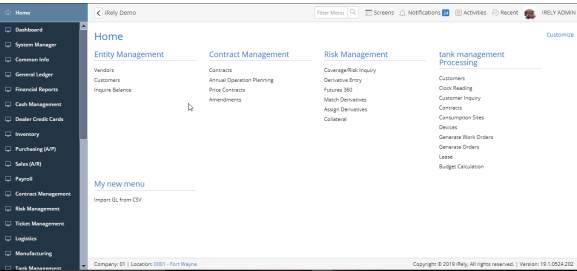 Home
iRely Demo
Filter Menu
Screens
Notifications 24
Activities
Recent
IRELY ADMIN
Dashboard
System Manager
Common Info
General Ledger
Financial Reports
Cash Management
Dealer Credit Cards
Inventory
Purchasing (A/P)
Sales (A/R)
Payroll
Contract Management
Risk Management
Ticket Management
Logistics
Manufacturing
Tank Management
Home
Customize
Entity Management
Vendors
Customers
Inquire Balance
Contract Management
Contracts
Annual Operation Planning
Price Contracts
Amendments
Risk Management
Coverage/Risk Inquiry
Derivative Entry
Futures 360
Match Derivatives
Assign Derivatives
Collateral
tank management
Processing
Customers
Clock Reading
Customer Inquiry
Contracts
Consumption Sites
Devices
Generate Work Orders
Generate Orders
Lease
Budget Calculation
My new menu
Import GL from CSV
Company: 01 | Location: 0001 - Fort Wayne
Copyright © 2019 iRely, All rights reserved. | Version: 19.1.0524.202